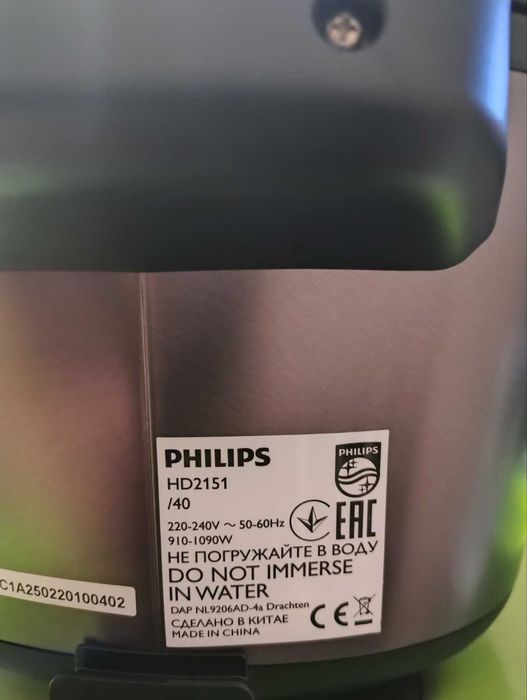 PHILIPS
PHILIPS
HD2151
/40
220-240V ~ 50-60Hz
910-1090W
EAC
НЕ ПОГРУЖАЙТЕ В ВОДУ
DO NOT IMMERSE
IN WATER
DAP NL9206AD-4a Drachten
СДЕЛАНО В КИТАЕ
MADE IN CHINA
CE
C1A250220100402